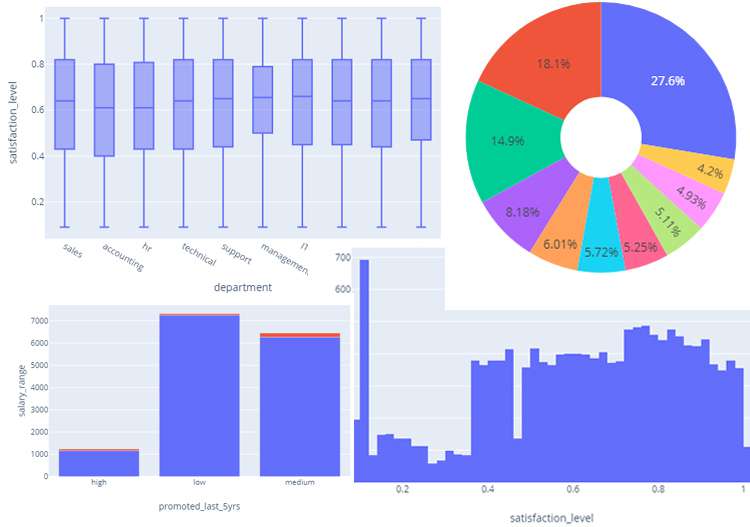 1
0.8
0.6
0.4
0.2
satisfaction_level
sales
accounting
hr
technical
support
department
27.6%
18.1%
14.9%
8.18%
6.01%
5.72%
5.25%
5.11%
4.93%
4.2%
7000
6000
5000
4000
3000
2000
1000
0
salary_range
high low medium
promoted_last_5yrs
700
600
0.2 0.4 0.6 0.8 1
satisfaction_level